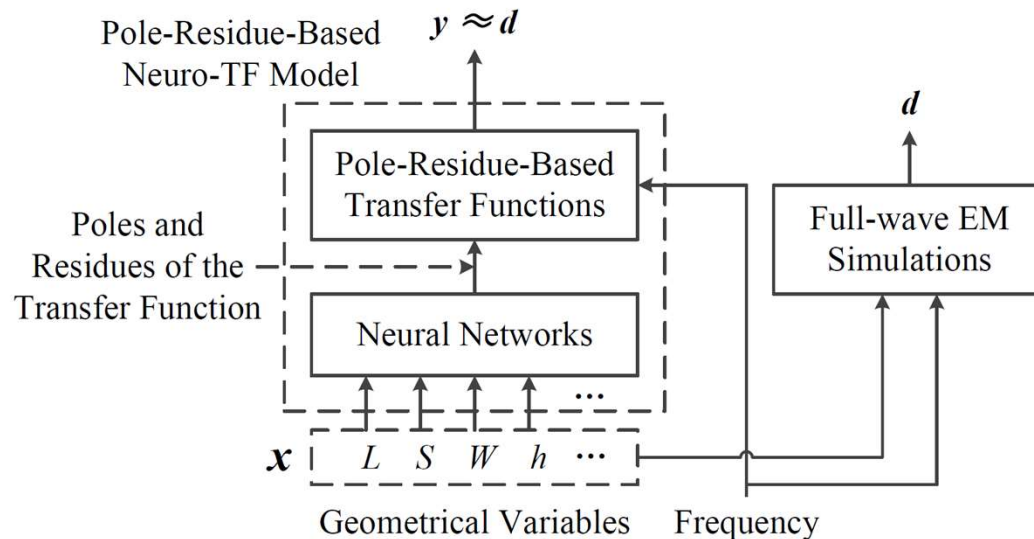 Pole-Residue-Based
Neuro-TF Model
y ≈ d
d
Pole-Residue-Based
Transfer Functions
Full-wave EM
Simulations
Poles and
Residues of the
Transfer Function
Neural Networks
...
x L S W h ...
Geometrical Variables
Frequency